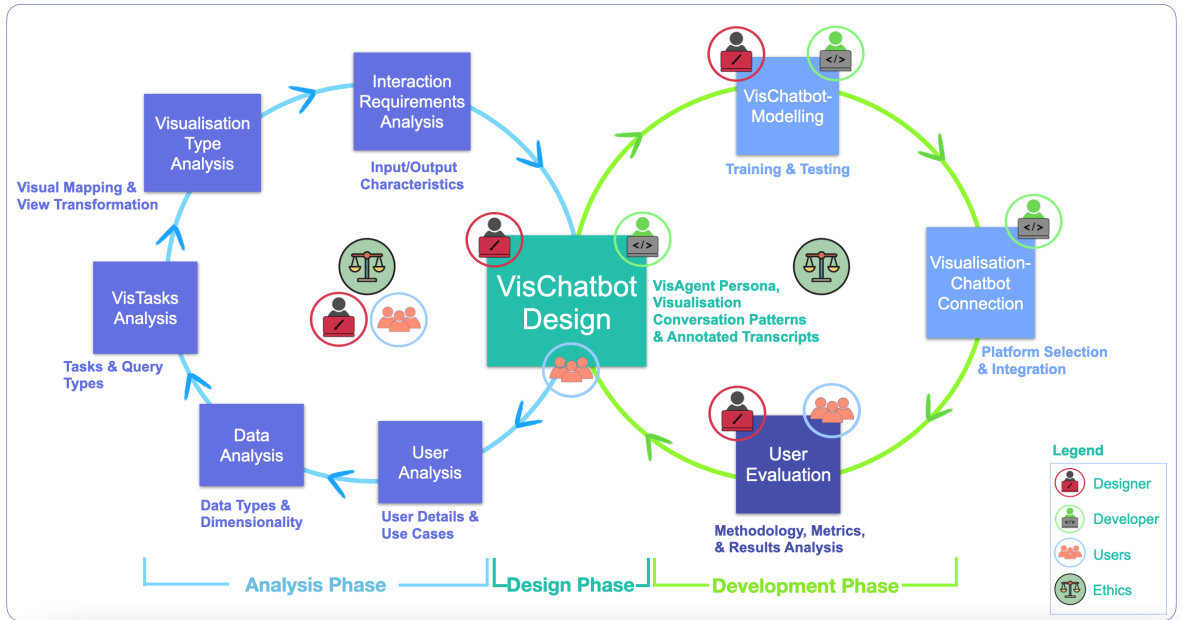 Interaction
Requirements
Analysis
Input/Output
Characteristics
Visualisation
Type
Analysis
Visual Mapping &
View Transformation
VisTasks
Analysis
Tasks & Query
Types
Data
Analysis
Data Types &
Dimensionality
User
Analysis
User Details &
Use Cases
VisChatbot
Design
VisAgent Persona,
Visualisation
Conversation Patterns
& Annotated Transcripts
</>
VisChatbot-
Modelling
</>
Training & Testing
Visualisation-
Chatbot
Connection
</>
Platform Selection
& Integration
User
Evaluation
Methodology, Metrics,
& Results Analysis
Analysis Phase
Design Phase
Development Phase
Legend
Designer
</>
Developer
Users
Ethics